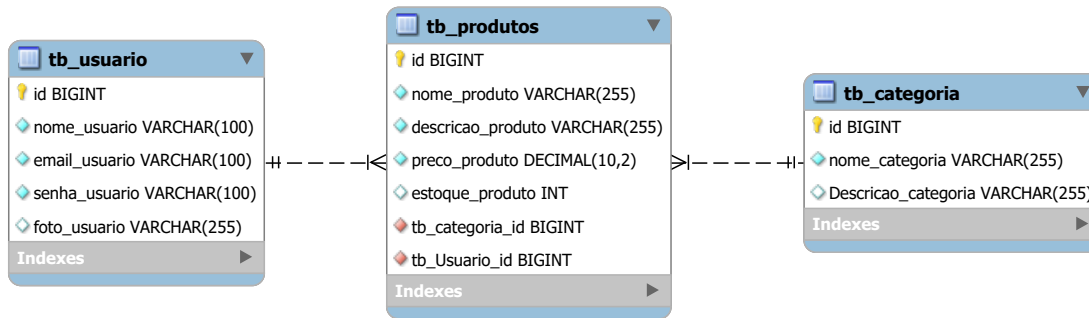 tb_usuario
id BIGINT
nome_usuario VARCHAR(100)
email_usuario VARCHAR(100)
senha_usuario VARCHAR(100)
foto_usuario VARCHAR(255)
Indexes
tb_produtos
id BIGINT
nome_produto VARCHAR(255)
descricao_produto VARCHAR(255)
preco_produto DECIMAL(10,2)
estoque_produto INT
tb_categoria_id BIGINT
tb_Usuario_id BIGINT
Indexes
tb_categoria
id BIGINT
nome_categoria VARCHAR(255)
Descricao_categoria VARCHAR(255)
Indexes